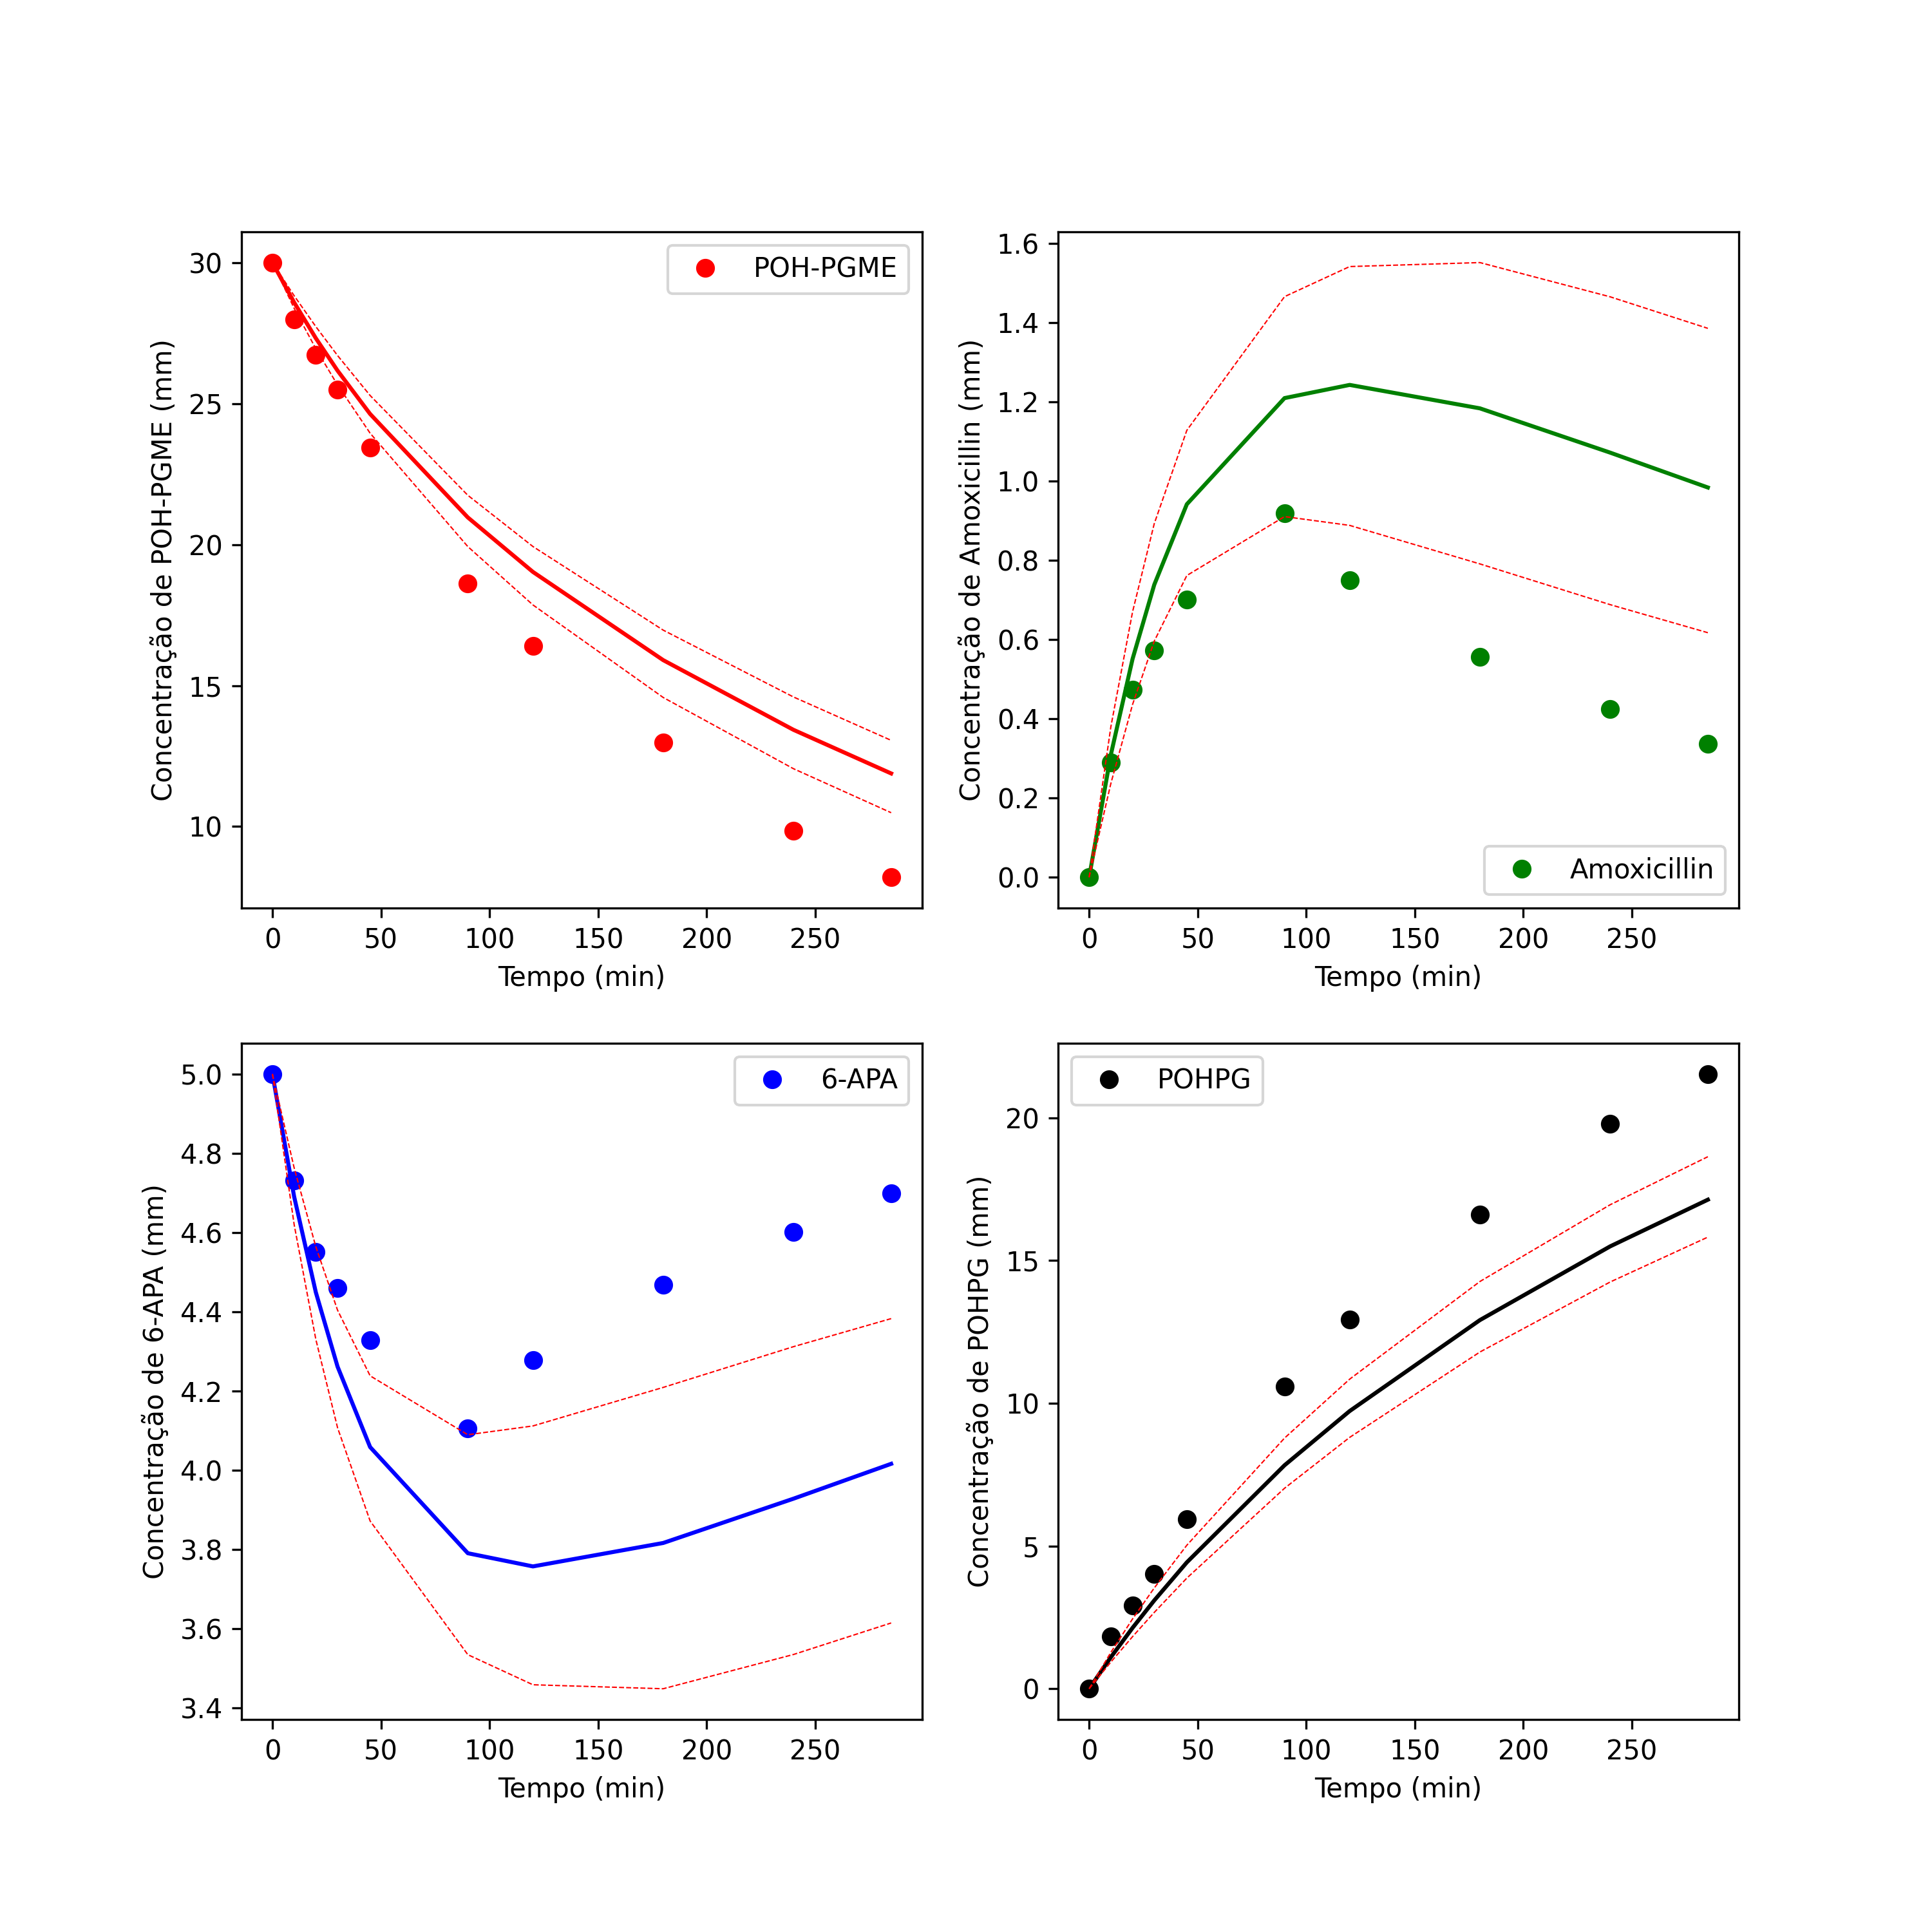 Concentração de POH-PGME (mm)
30
25
20
15
10
POH-PGME
0 50 100 150 200 250
Tempo (min)
Concentração de Amoxicillin (mm)
1.6
1.4
1.2
1.0
0.8
0.6
0.4
0.2
0.0
Amoxicillin
0 50 100 150 200 250
Tempo (min)
Concentração de 6-APA (mm)
5.0
4.8
4.6
4.4
4.2
4.0
3.8
3.6
3.4
6-APA
0 50 100 150 200 250
Tempo (min)
Concentração de POHPG (mm)
20
15
10
5
0
POHPG
0 50 100 150 200 250
Tempo (min)